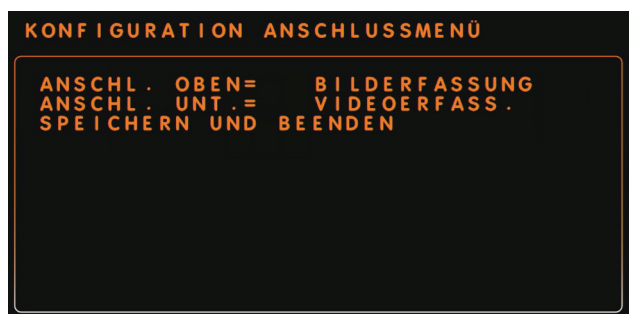 KONFIGURATION ANSCHLUSSMENÜ
ANSCHL. OBEN= BILDERFASSUNG
ANSCHL. UNT.= VIDEOERFASS.
SPEICHERN UND BEENDEN